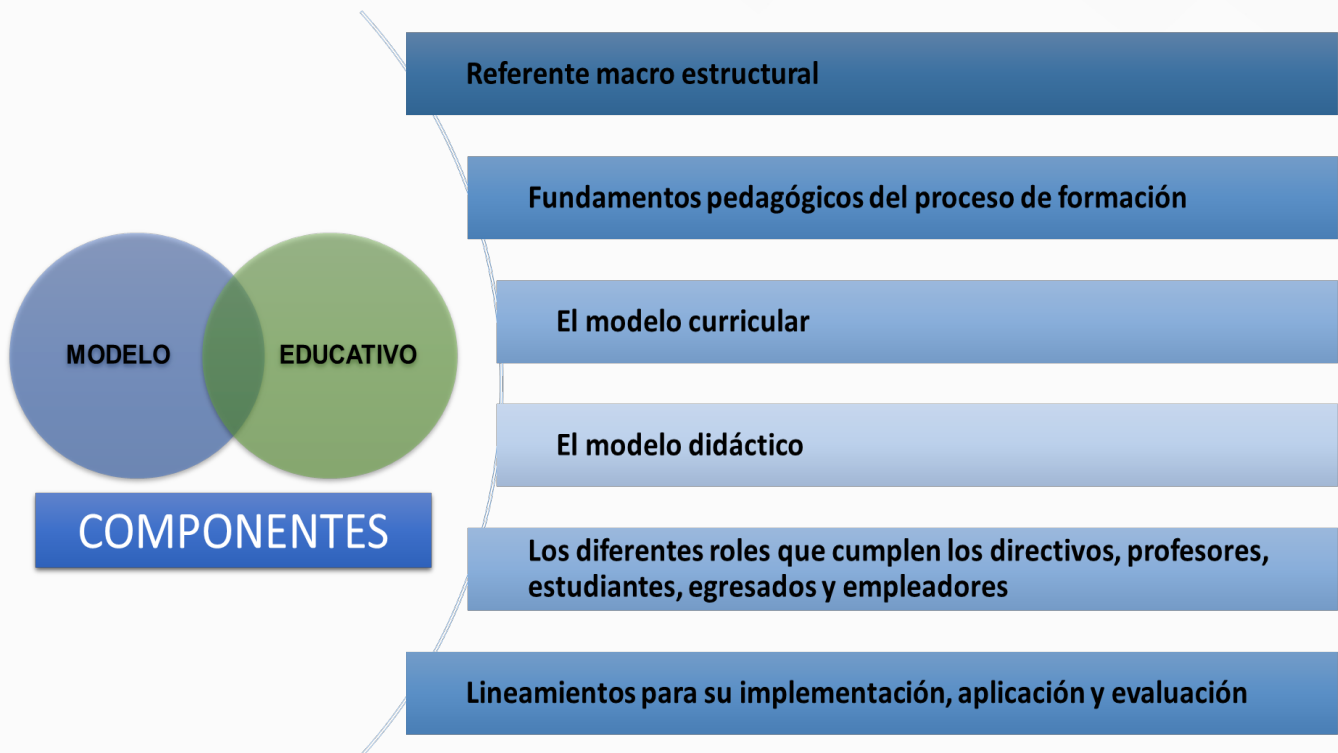 Referente macro estructural
Fundamentos pedagógicos del proceso de formación
El modelo curricular
MODELO
EDUCATIVO
El modelo didáctico
COMPONENTES
Los diferentes roles que cumplen los directivos, profesores,
estudiantes, egresados y empleadores
Lineamientos para su implementación, aplicación y evaluación